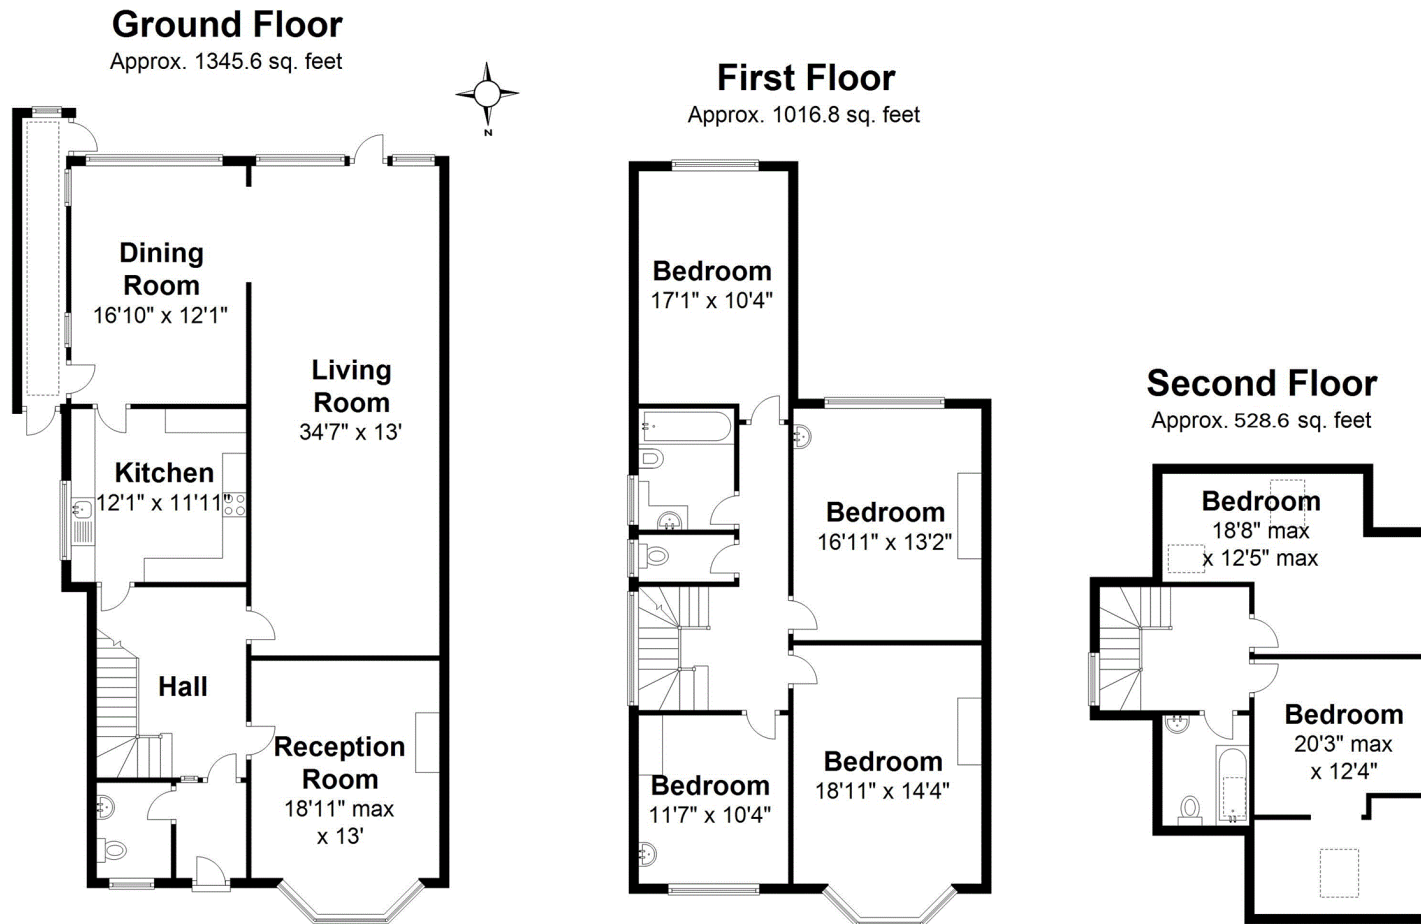 Ground Floor
Approx. 1345.6 sq. feet
N
Dining
Room
16'10" x 12'1"
Living
Room
34'7" x 13'
Kitchen
12'1" x 11'11"
Hall
Reception
Room
18'11" max
x 13'
First Floor
Approx. 1016.8 sq. feet
Bedroom
17'1" x 10'4"
Bedroom
16'11" x 13'2"
Bedroom
11'7" x 10'4"
Bedroom
18'11" x 14'4"
Second Floor
Approx. 528.6 sq. feet
Bedroom
18'8" max
x 12'5" max
Bedroom
20'3" max
x 12'4"